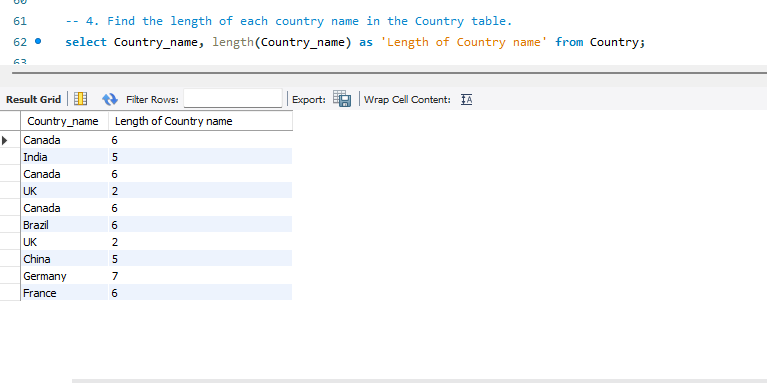 61 -- 4. Find the length of each country name in the Country table.
62 select Country_name, length(Country_name) as 'Length of Country name' from Country;
Result Grid Filter Rows: Export: Wrap Cell Content: IA
Country_name Length of Country name
Canada 6
India 5
Canada 6
UK 2
Canada 6
Brazil 6
UK 2
China 5
Germany 7
France 6